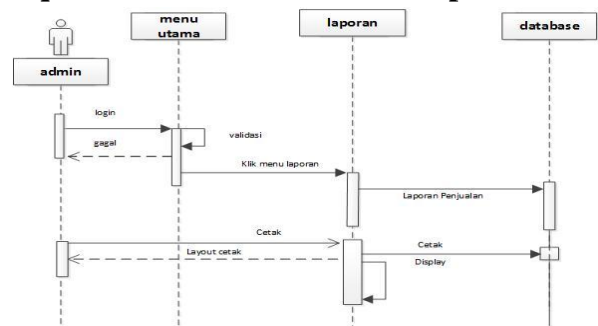 menu
utama
laporan
database
admin
login
validasi
gagal
Klik menu laporan
Laporan Penjualan
Cetak
Cetak
Layout cetak
Display